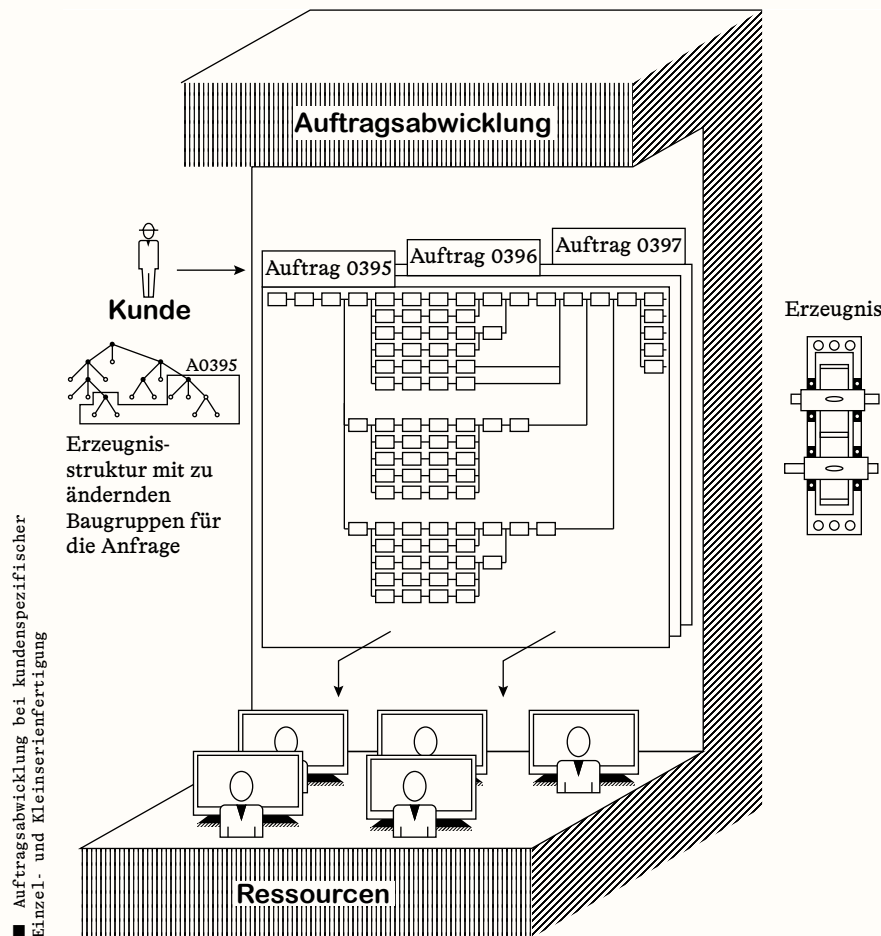 Auftragsabwicklung
Auftrag 0395
Auftrag 0396
Auftrag 0397
Kunde
A0395
Erzeugnis-
struktur mit zu
ändernden
Baugruppen für
die Anfrage
Erzeugnis
Ressourcen
■ Auftragsabwicklung bei kundenspezifischer
Einzel- und Kleinserienfertigung